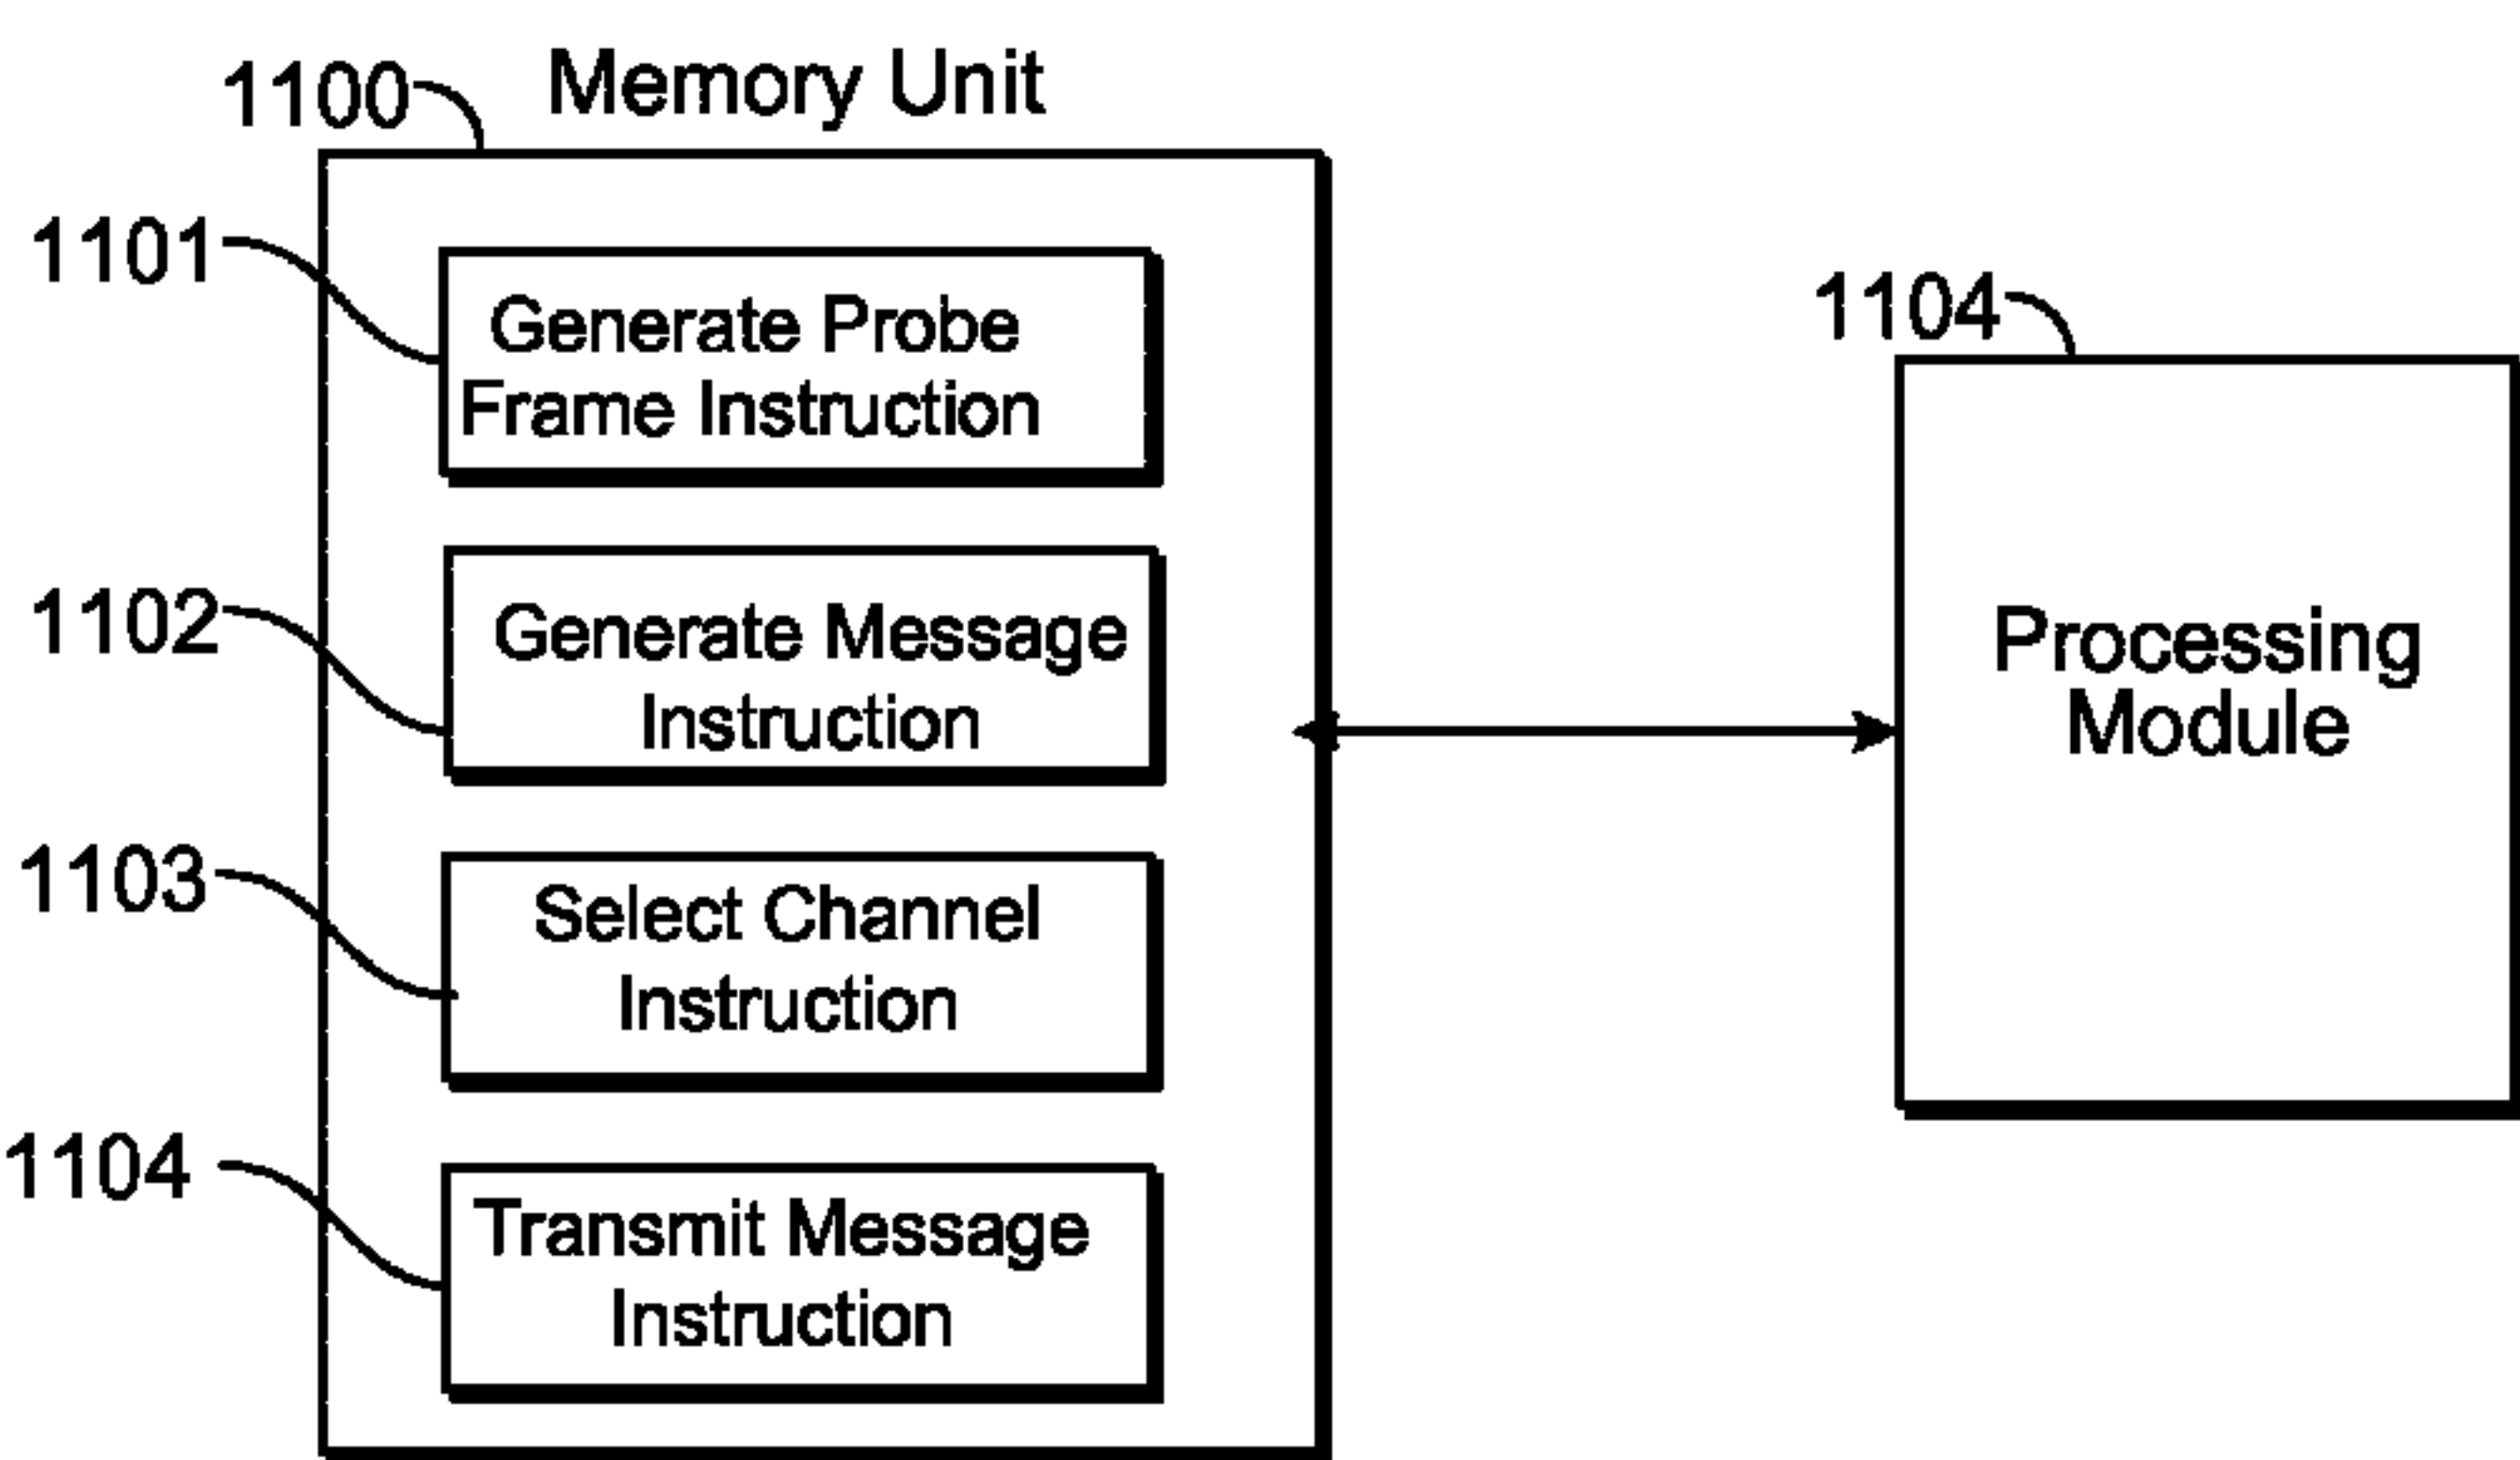 1100
Memory Unit
1101
Generate Probe
Frame Instruction
1102
Generate Message
Instruction
1103
Select Channel
Instruction
1104
Transmit Message
Instruction
1104
Processing
Module